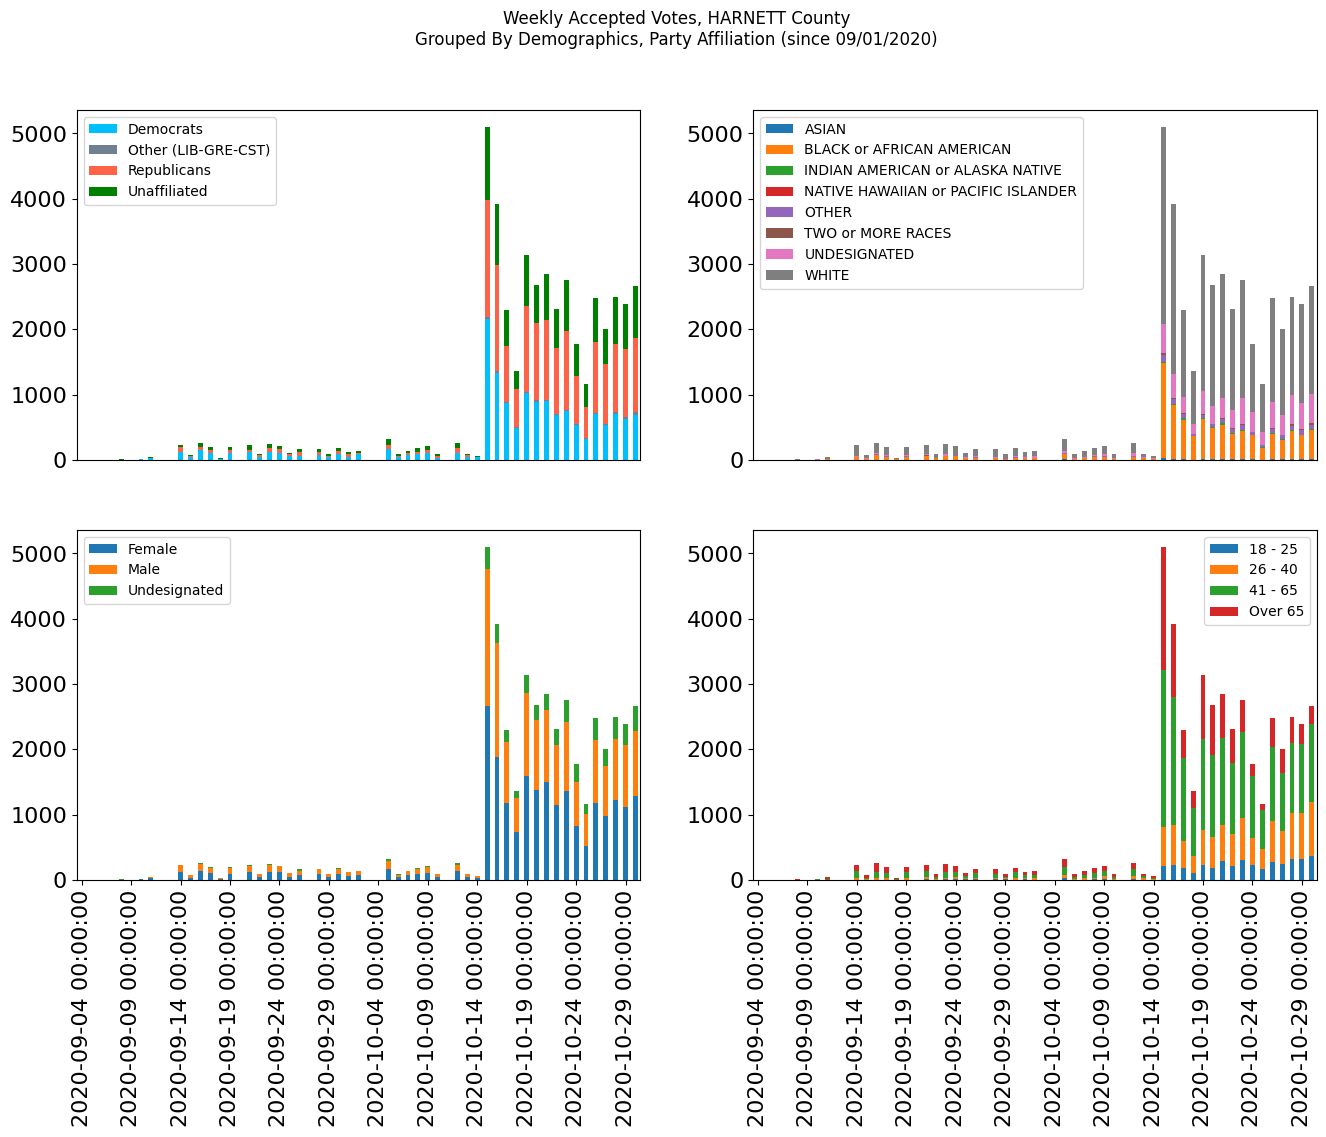 Weekly Accepted Votes, HARNETT County
Grouped By Demographics, Party Affiliation (since 09/01/2020)
5000
4000
3000
2000
1000
0
Democrats
Other (LIB-GRE-CST)
Republicans
Unaffiliated
5000
4000
3000
2000
1000
0
ASIAN
BLACK or AFRICAN AMERICAN
INDIAN AMERICAN or ALASKA NATIVE
NATIVE HAWAIIAN or PACIFIC ISLANDER
OTHER
TWO or MORE RACES
UNDESIGNATED
WHITE
5000
4000
3000
2000
1000
0
Female
Male
Undesignated
2020-09-04 00:00:00
2020-09-09 00:00:00
2020-09-14 00:00:00
2020-09-19 00:00:00
2020-09-24 00:00:00
2020-09-29 00:00:00
2020-10-04 00:00:00
2020-10-09 00:00:00
2020-10-14 00:00:00
2020-10-19 00:00:00
2020-10-24 00:00:00
2020-10-29 00:00:00
5000
4000
3000
2000
1000
0
18 - 25
26 - 40
41 - 65
Over 65
2020-09-04 00:00:00
2020-09-09 00:00:00
2020-09-14 00:00:00
2020-09-19 00:00:00
2020-09-24 00:00:00
2020-09-29 00:00:00
2020-10-04 00:00:00
2020-10-09 00:00:00
2020-10-14 00:00:00
2020-10-19 00:00:00
2020-10-24 00:00:00
2020-10-29 00:00:00